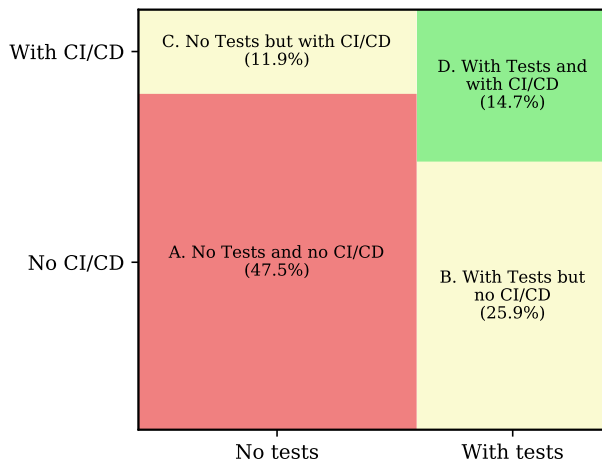 With CI/CD
C. No Tests but with CI/CD
(11.9%)
D. With Tests and
with CI/CD
(14.7%)
No CI/CD
A. No Tests and no CI/CD
(47.5%)
B. With Tests but
no CI/CD
(25.9%)
No tests
With tests